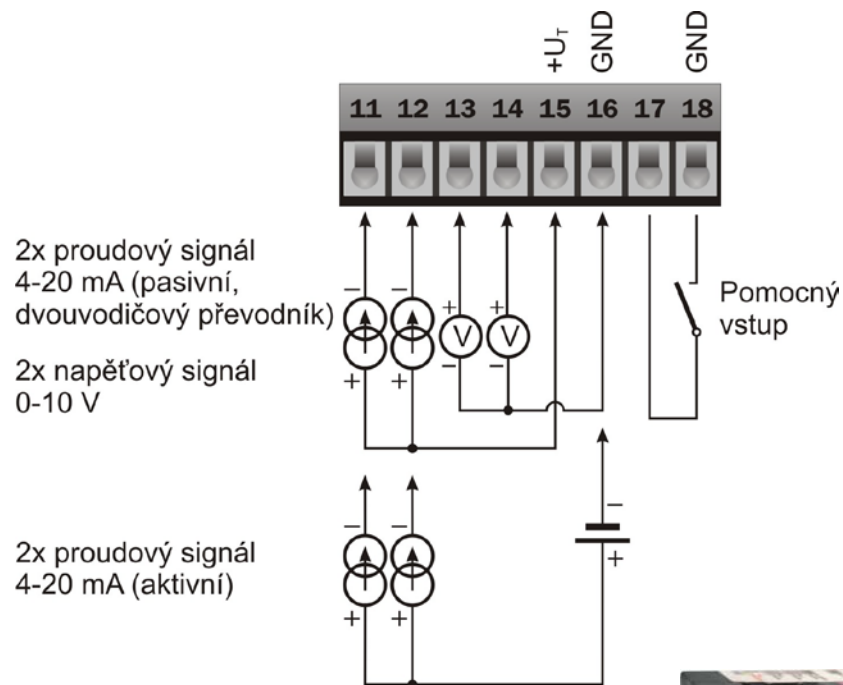 +U_T GND GND
11 12 13 14 15 16 17 18
2x proudový signál
4-20 mA (pasivní,
dvouvodičový převodník)
2x napěťový signál
0-10 V
− − + +
V V
+ + − −
Pomocný
vstup
2x proudový signál
4-20 mA (aktivní)
− − −
+ + +